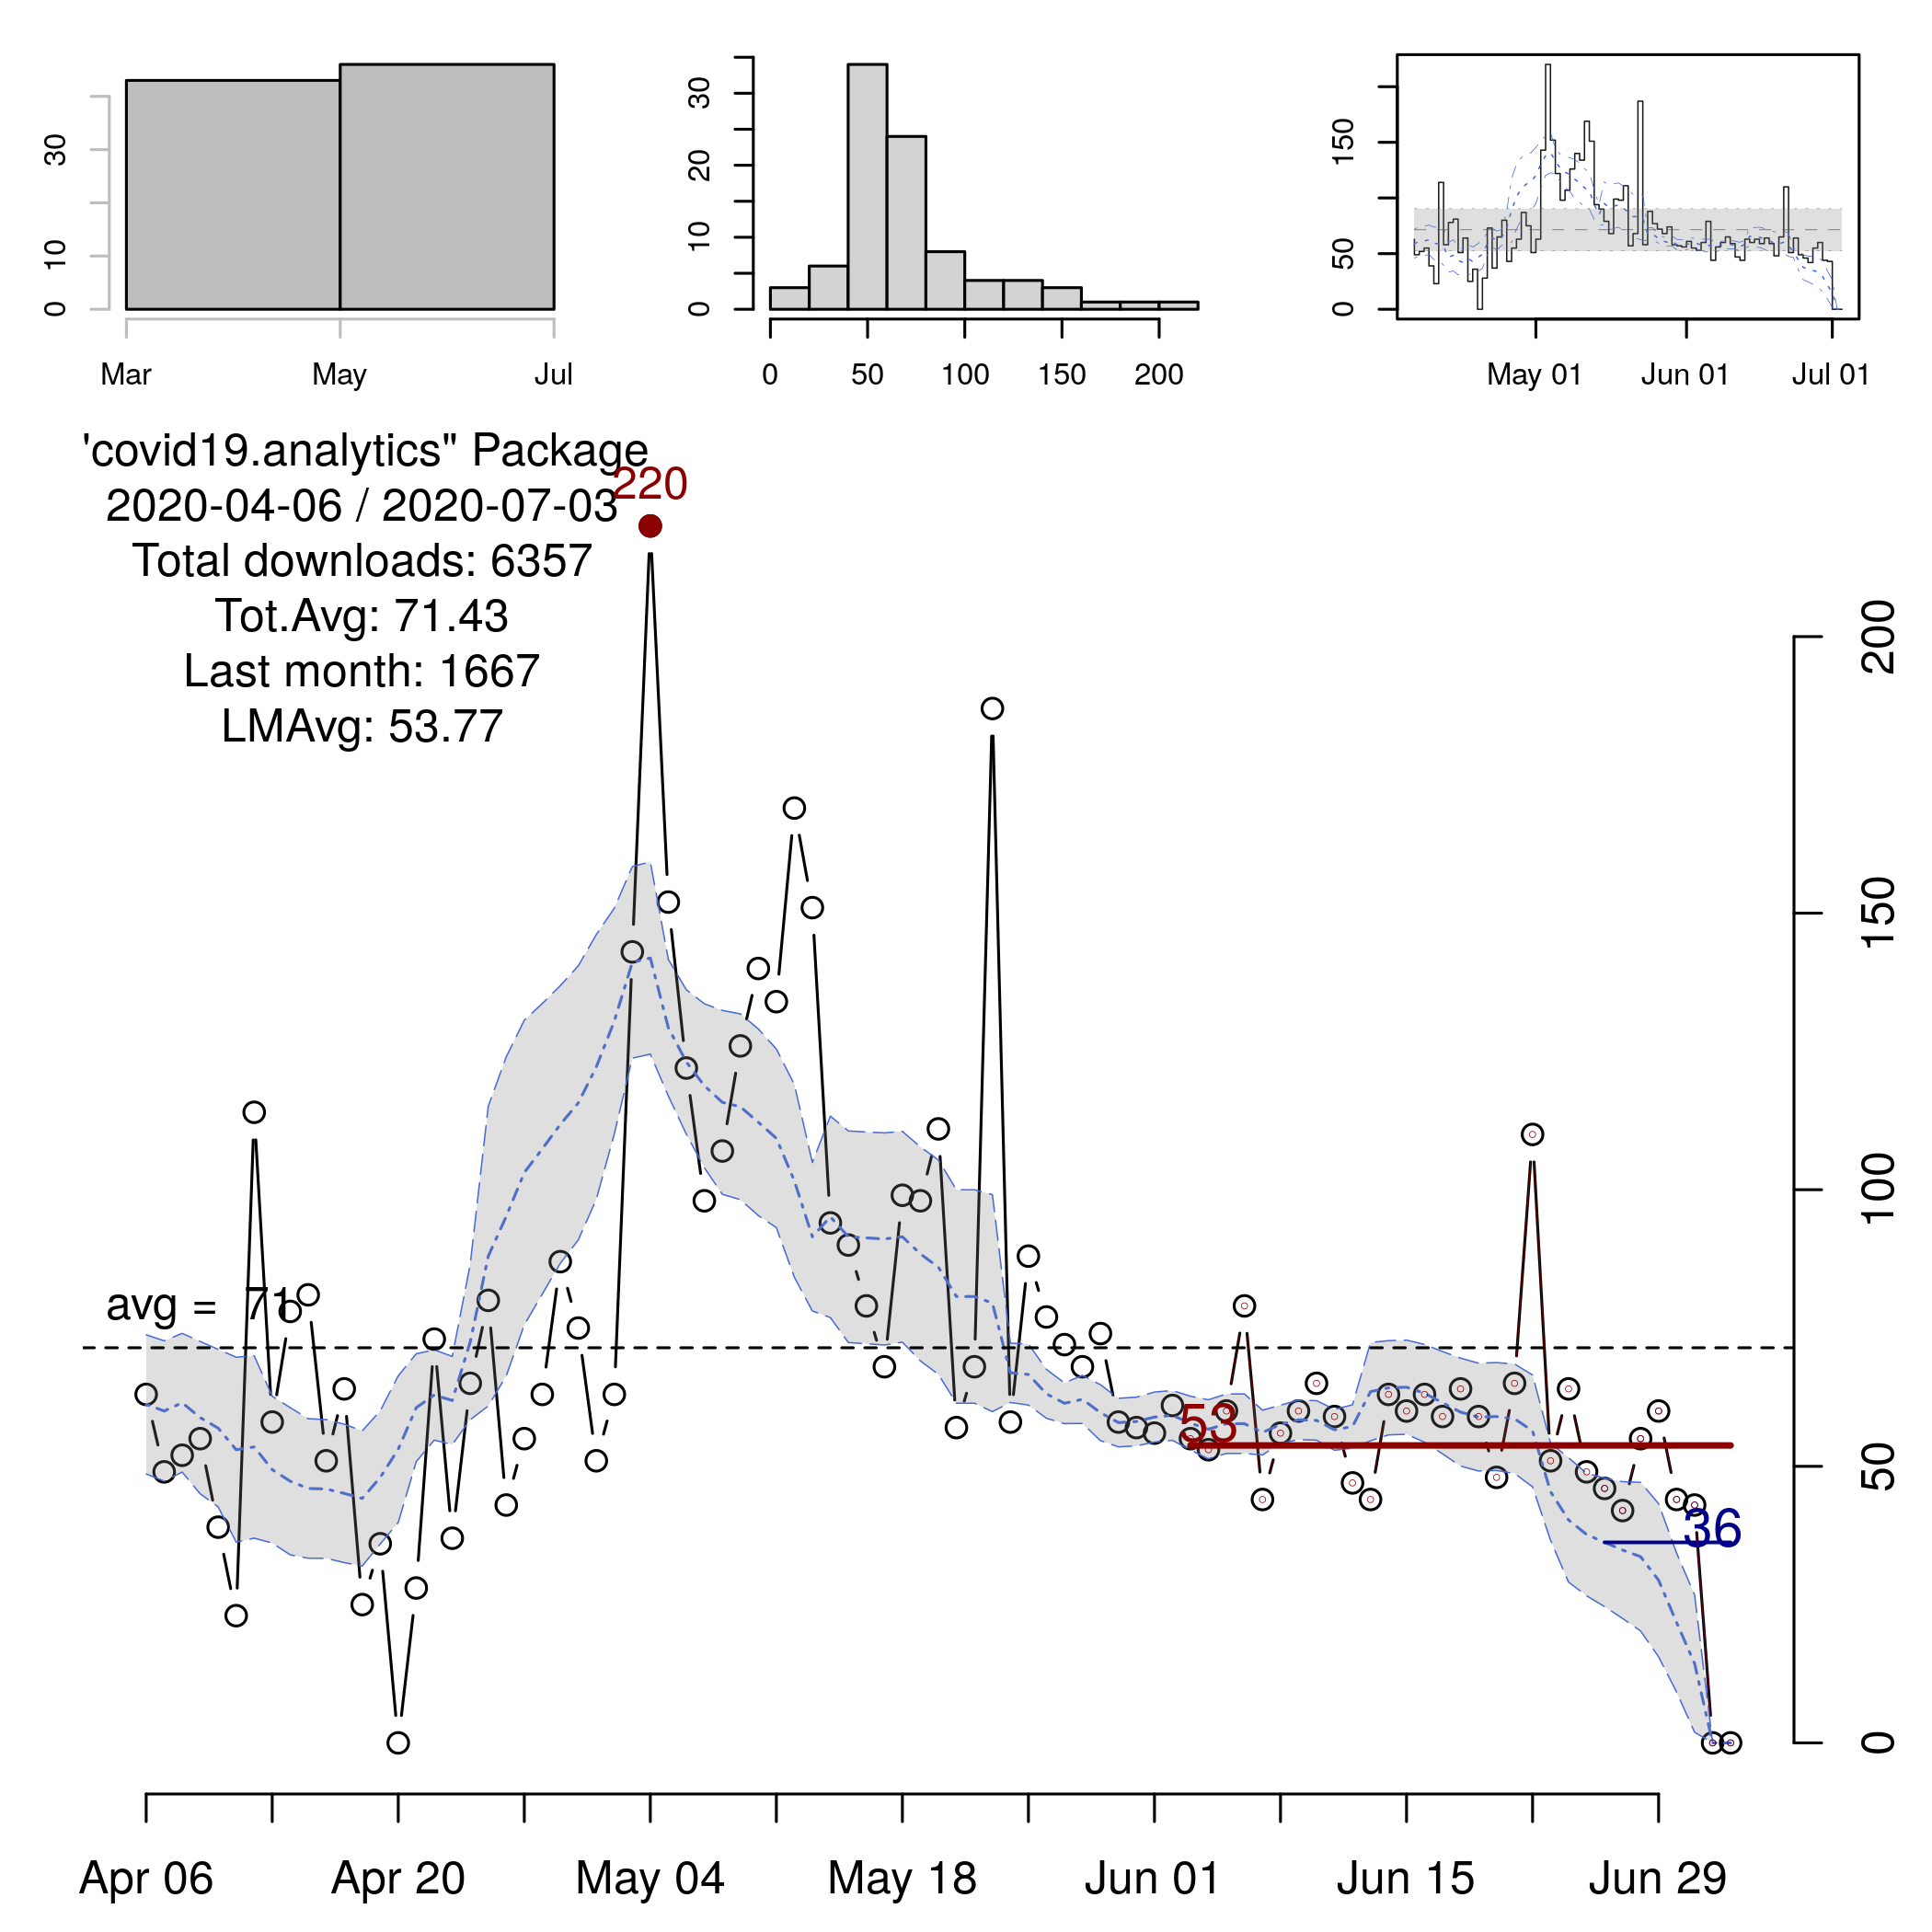 30
10
0
Mar May Jul
30
20
10
0
0 50 100 150 200
150
50
0
May 01 Jun 01 Jul 01
'covid19.analytics" Package
2020-04-06 / 2020-07-03
Total downloads: 6357
Tot.Avg: 71.43
Last month: 1667
LMAvg: 53.77
220
200
150
100
50
0
avg = 71
53
36
Apr 06 Apr 20 May 04 May 18 Jun 01 Jun 15 Jun 29